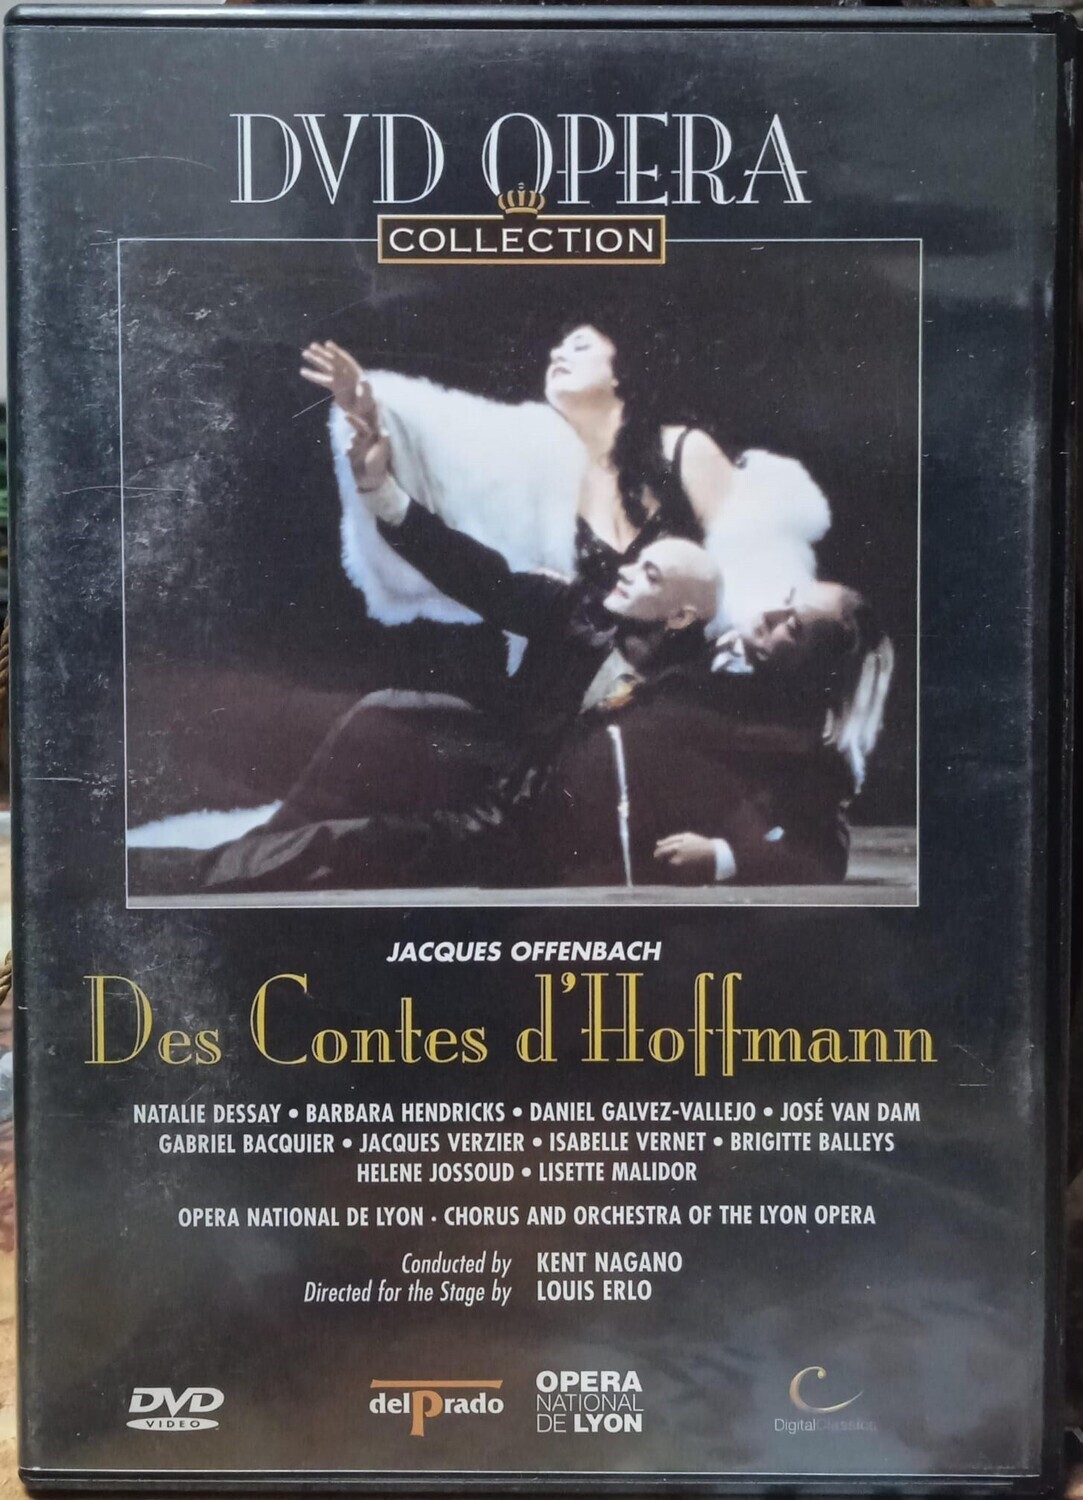 DVD OPERA
COLLECTION
JACQUES OFFENBACH
Des Contes d'Hoffmann
NATALIE DESSAY • BARBARA HENDRICKS • DANIEL GALVEZ-VALLEJO • JOSÉ VAN DAM
GABRIEL BACQUIER • JACQUES VERZIER • ISABELLE VERNET • BRIGITTE BALLEYS
HELENE JOSSOUD • LISETTE MALIDOR
OPERA NATIONAL DE LYON · CHORUS AND ORCHESTRA OF THE LYON OPERA
Conducted by KENT NAGANO
Directed for the Stage by LOUIS ERLO
DVD
VIDEO
delPrado
OPERA
NATIONAL
DE LYON
DigitalClassics